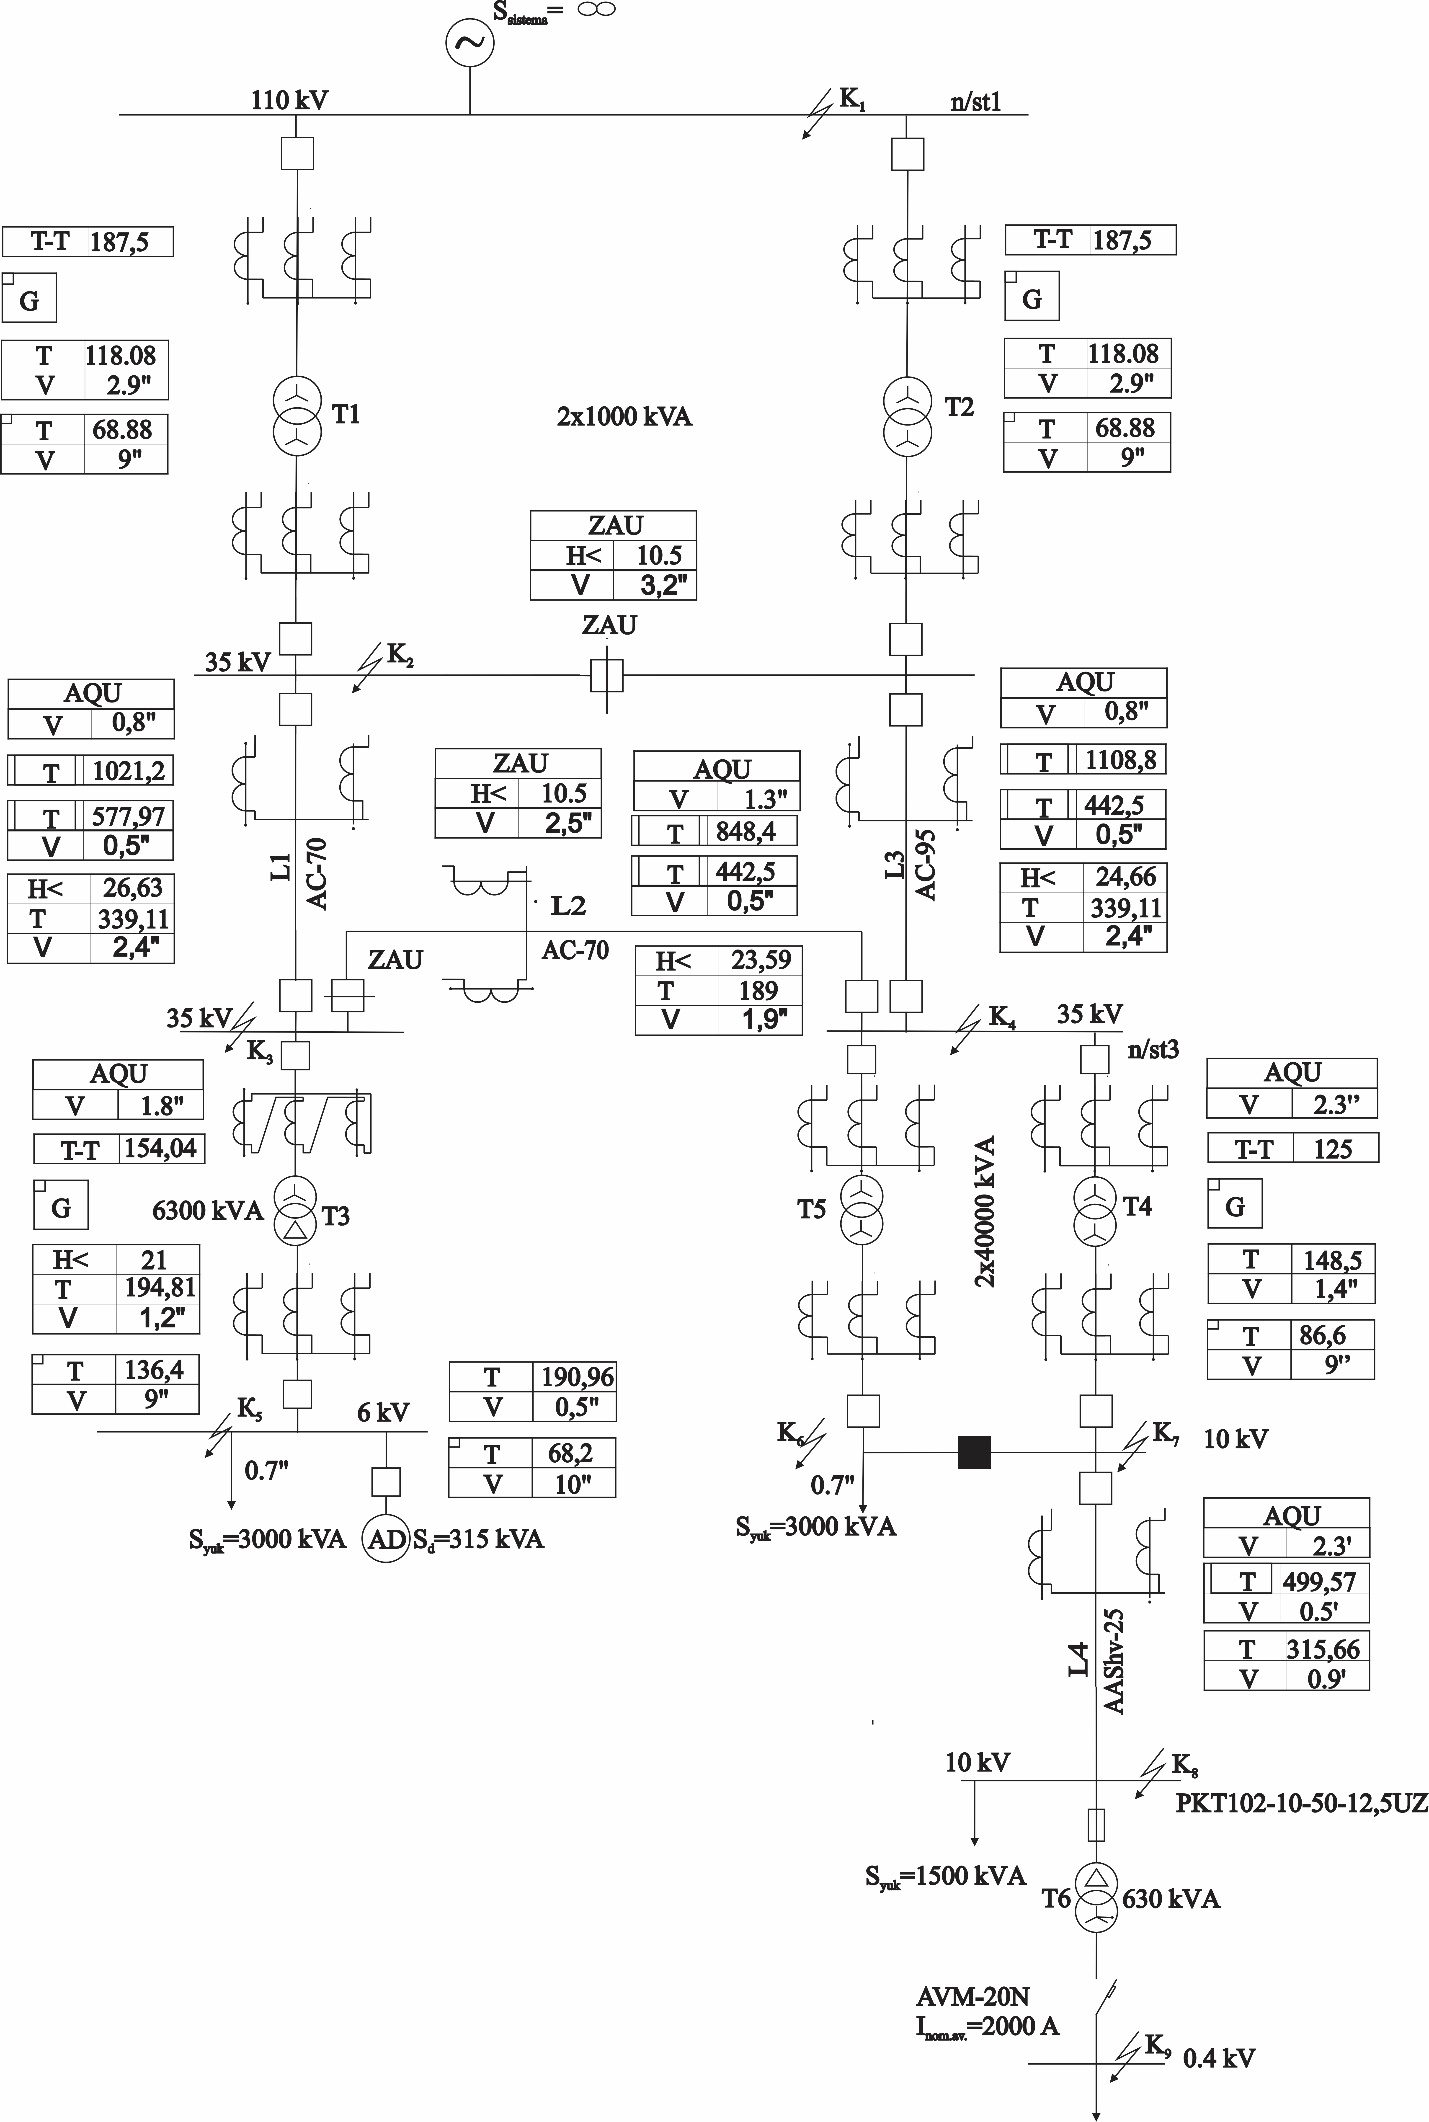 S sistema = ∞
110 kV
K1
n/st1
T-T 187,5
G
T 118.08
V 2.9"
T 68.88
V 9"
T1
2x1000 kVA
T2
T-T 187,5
G
T 118.08
V 2.9"
T 68.88
V 9"
ZAU
H< 10.5
V 3,2"
ZAU
35 kV
K2
AQU
V 0,8"
T 1021,2
T 577,97
V 0,5"
H< 26,63
T 339,11
V 2,4"
L1
AC-70
ZAU
H< 10.5
V 2,5"
AQU
V 1.3"
T 848,4
T 442,5
V 0,5"
L3
AC-95
AQU
V 0,8"
T 1108,8
T 442,5
V 0,5"
H< 24,66
T 339,11
V 2,4"
L2
AC-70
ZAU
H< 23,59
T 189
V 1,9"
35 kV
K3
K4
35 kV
n/st3
AQU
V 1.8"
T-T 154,04
G
H< 21
T 194,81
V 1,2"
T 136,4
V 9"
6300 kVA
T3
T5
2x40000 kVA
T4
AQU
V 2.3"
T-T 125
G
T 148,5
V 1,4"
T 86,6
V 9"
K5
6 kV
T 190,96
V 0,5"
T 68,2
V 10"
0.7"
Syuk=3000 kVA
AD
Sd=315 kVA
K6
0.7"
Syuk=3000 kVA
K7
10 kV
AQU
V 2.3'
T 499,57
V 0.5'
T 315,66
V 0.9'
L4
AAShv-25
10 kV
K8
PKT102-10-50-12,5UZ
Syuk=1500 kVA
T6
630 kVA
AVM-20N
Inom.av.=2000 A
K9
0.4 kV